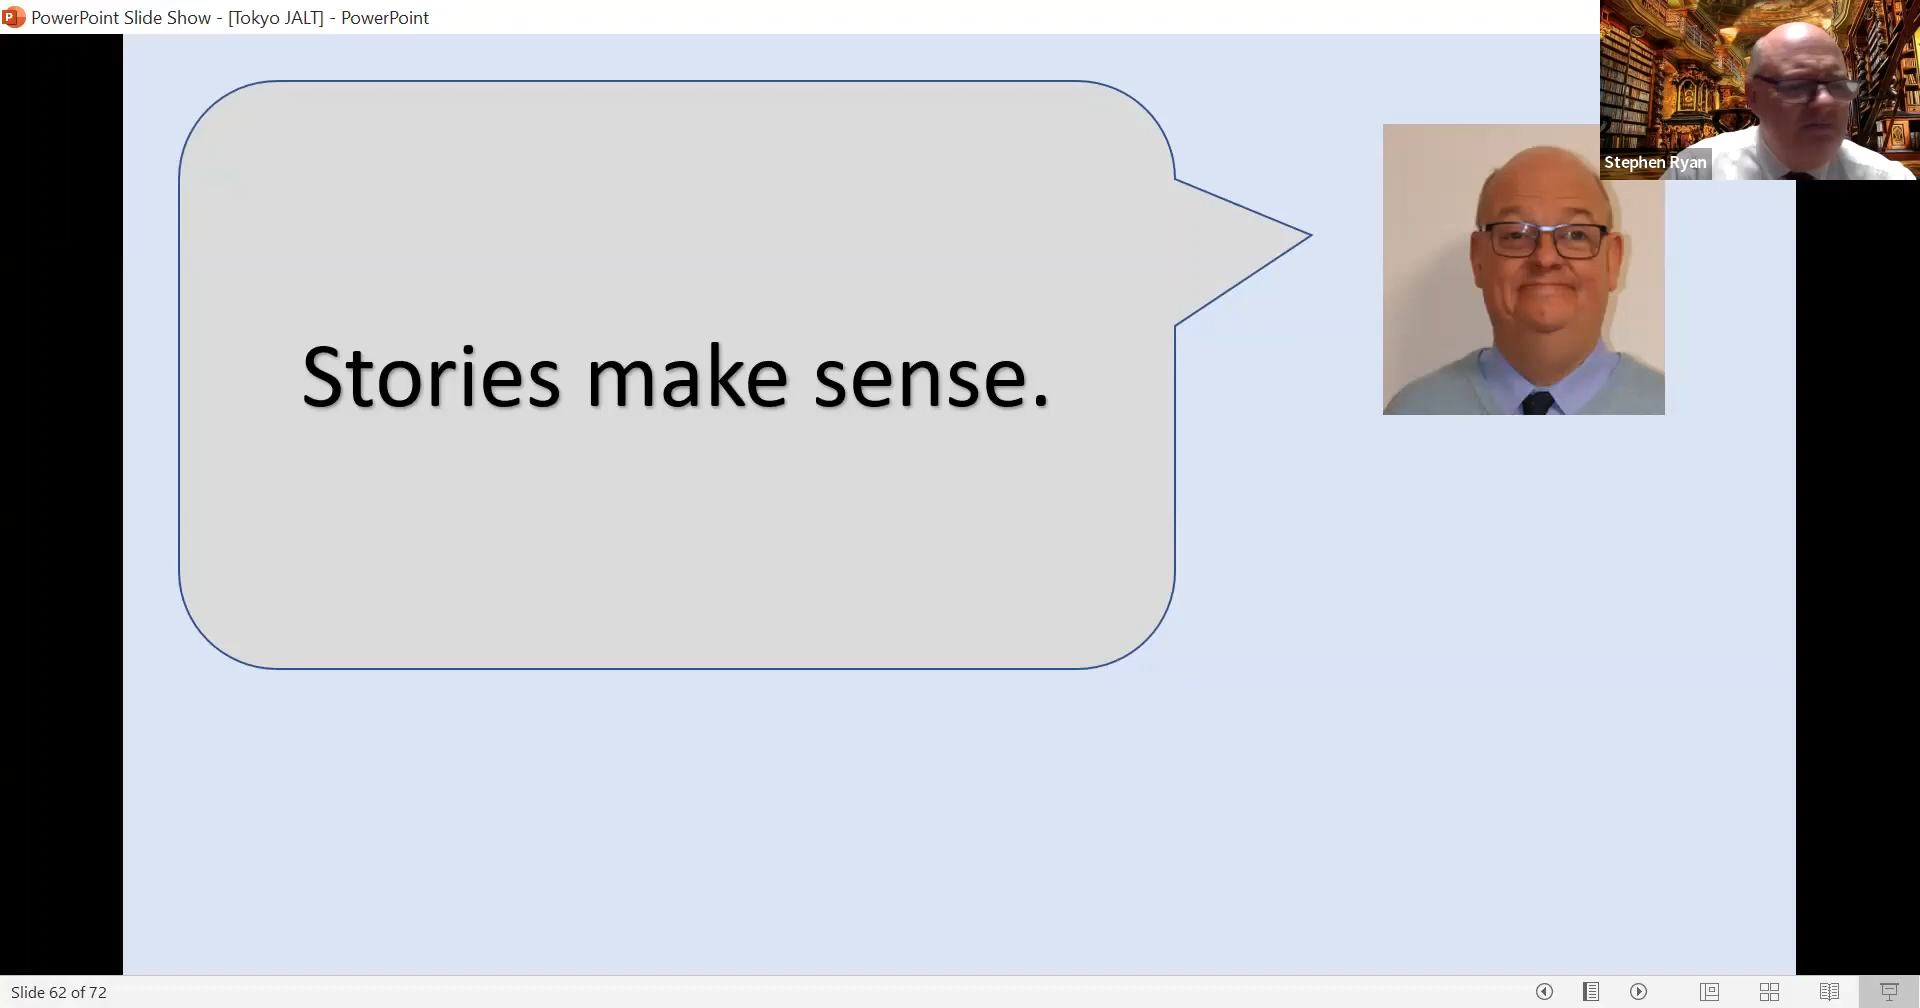 PowerPoint Slide Show - [Tokyo JALT] - PowerPoint
Stephen Ryan
Stories make sense.
Slide 62 of 72